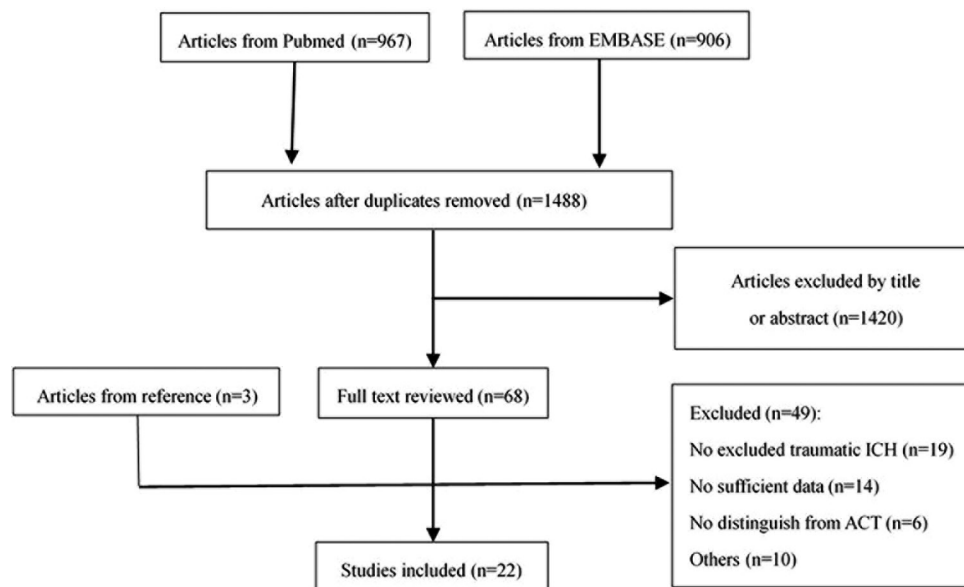 Articles from Pubmed (n=967)
Articles from EMBASE (n=906)
Articles after duplicates removed (n=1488)
Articles excluded by title
or abstract (n=1420)
Articles from reference (n=3)
Full text reviewed (n=68)
Excluded (n=49):
No excluded traumatic ICH (n=19)
No sufficient data (n=14)
No distinguish from ACT (n=6)
Others (n=10)
Studies included (n=22)